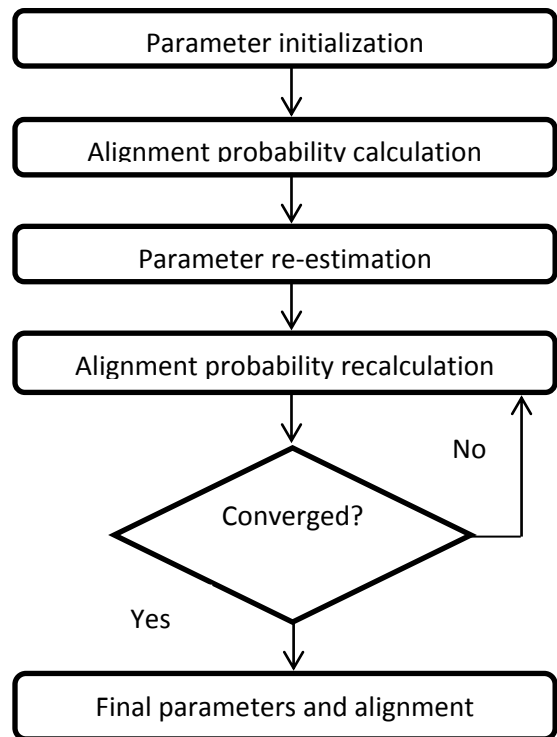 Parameter initialization
Alignment probability calculation
Parameter re-estimation
Alignment probability recalculation
No
Converged?
Yes
Final parameters and alignment